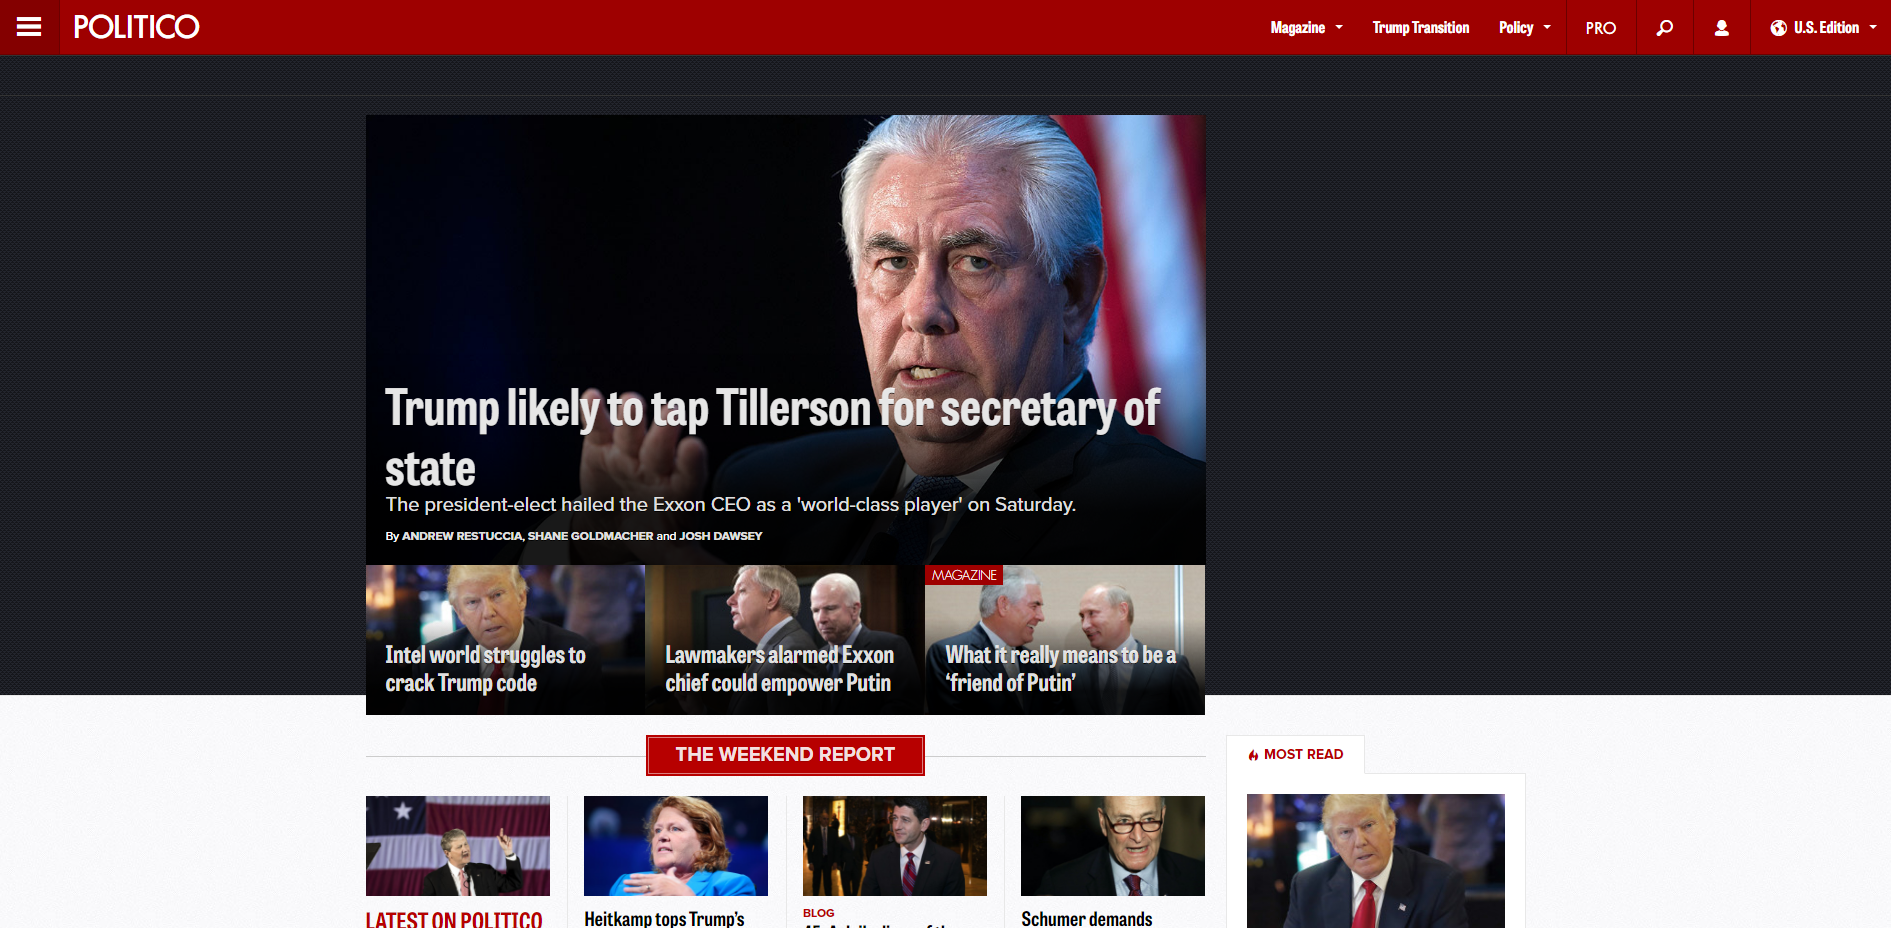 POLITICO
Magazine
Trump Transition
Policy
PRO
U.S. Edition
Trump likely to tap Tillerson for secretary of
state
The president-elect hailed the Exxon CEO as a 'world-class player' on Saturday.
By ANDREW RESTUCCIA, SHANE GOLDMACHER and JOSH DAWSEY
Intel world struggles to
crack Trump code
Lawmakers alarmed Exxon
chief could empower Putin
MAGAZINE
What it really means to be a
‘friend of Putin’
THE WEEKEND REPORT
MOST READ
LATEST ON POLITICO
Heitkamp tops Trump’s
BLOG
Schumer demands